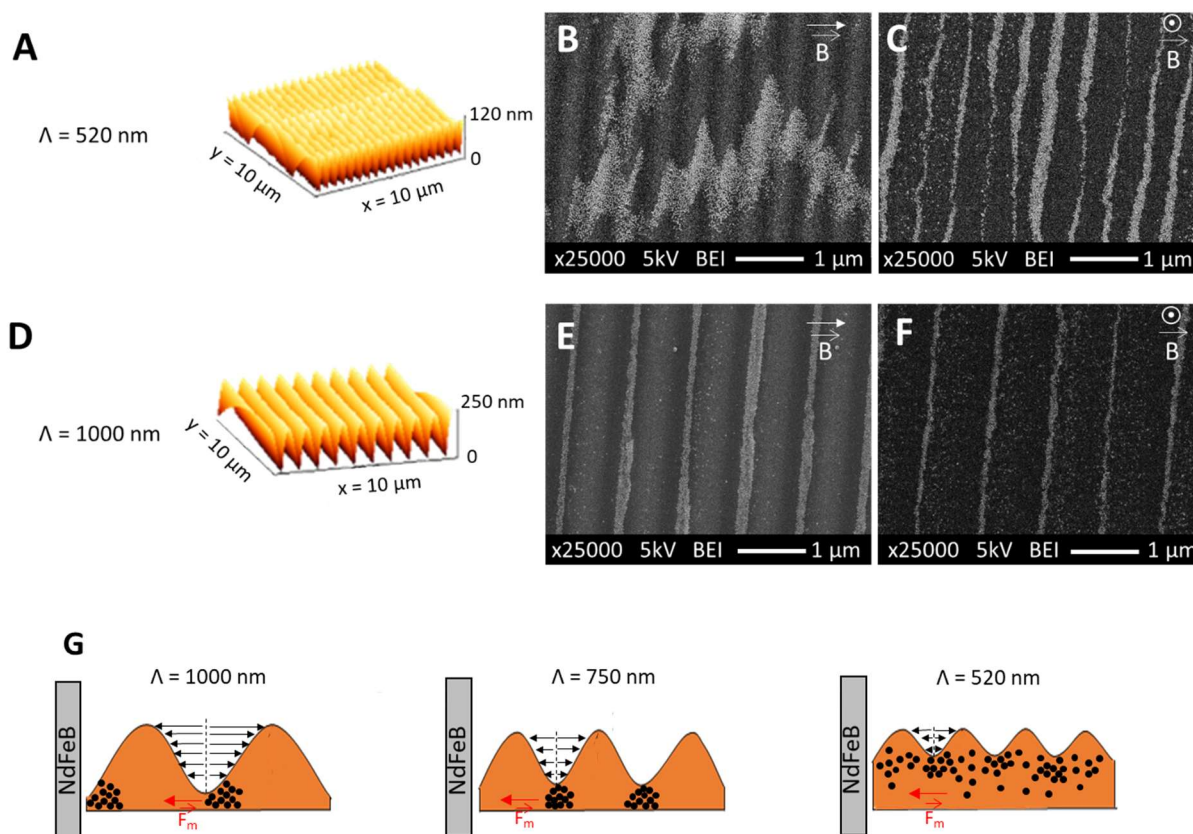 A
Λ = 520 nm
120 nm
0
y = 10 μm
x = 10 μm
B
B
x25000 5kV BEI 1 μm
C
B
x25000 5kV BEI 1 μm
D
Λ = 1000 nm
250 nm
0
y = 10 μm
x = 10 μm
E
B
x25000 5kV BEI 1 μm
F
B
x25000 5kV BEI 1 μm
G
Λ = 1000 nm
NdFeB
Fm
Λ = 750 nm
NdFeB
Fm
Λ = 520 nm
NdFeB
Fm